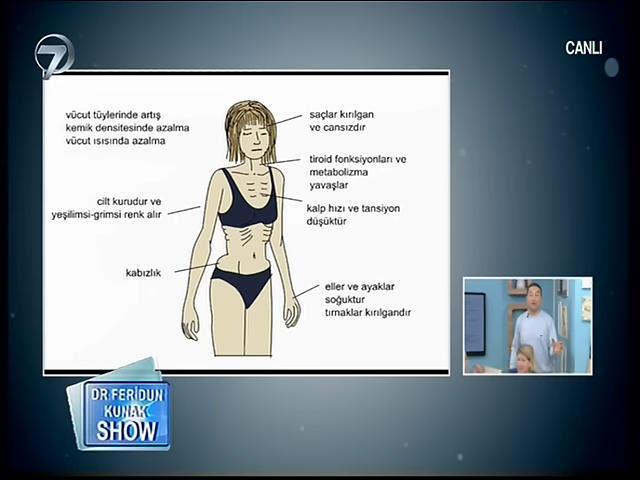 7
CANLI
vücut tüylerinde artış
kemik densitesinde azalma
vücut ısısında azalma
saçlar kırılgan
ve cansızdır
tiroid fonksiyonları ve
metabolizma
yavaşlar
cilt kurudur ve
yeşilimsi-grimsi renk alır
kalp hızı ve tansiyon
düşüktür
kabızlık
eller ve ayaklar
soğuktur
tırnaklar kırılgandır
DR FERİDUN
KUNAK
SHOW